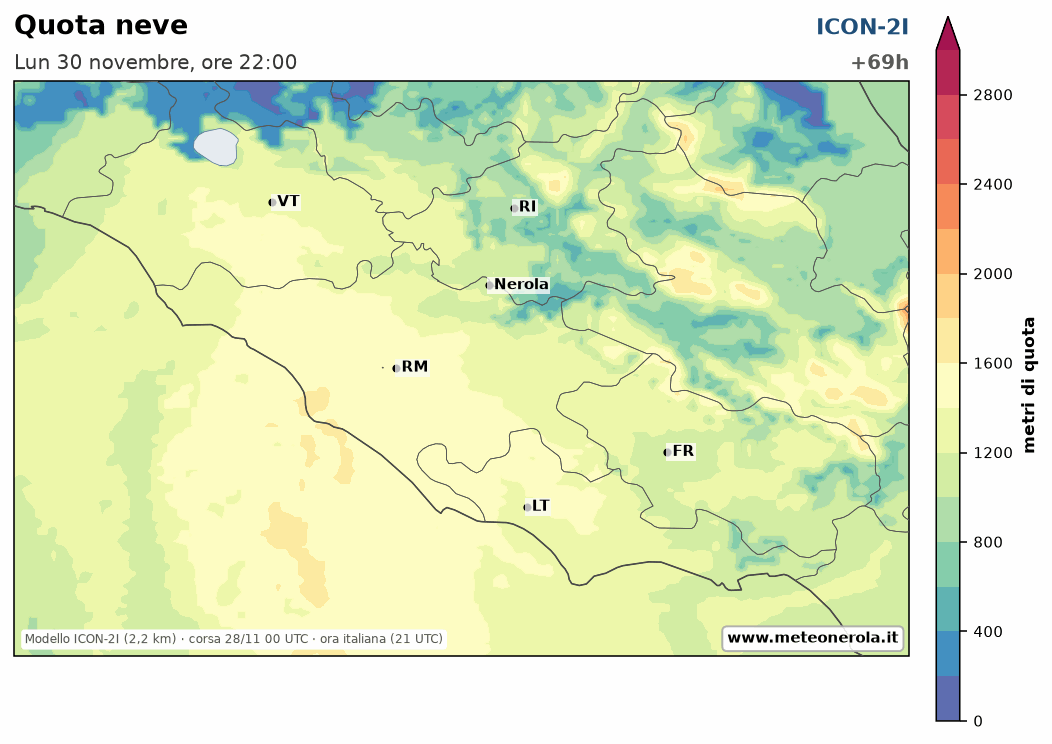 Quota neve
ICON-2I
Lun 30 novembre, ore 22:00
+69h
2800
2400
2000
1600
1200
800
400
0
metri di quota
VT
RI
Nerola
RM
FR
LT
Modello ICON-2I (2,2 km) · corsa 28/11 00 UTC · ora italiana (21 UTC)
www.meteonerola.it